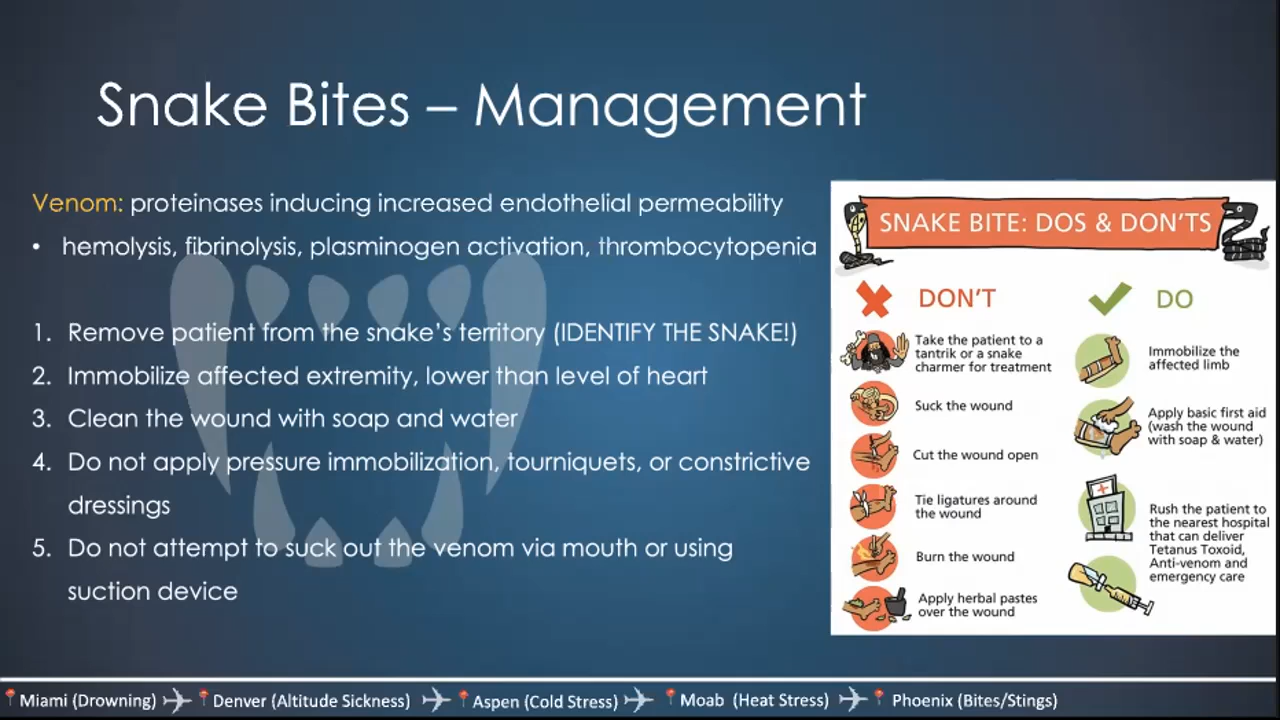 Snake Bites – Management
Venom: proteinases inducing increased endothelial permeability
• hemolysis, fibrinolysis, plasminogen activation, thrombocytopenia
1. Remove patient from the snake's territory (IDENTIFY THE SNAKE!)
2. Immobilize affected extremity, lower than level of heart
3. Clean the wound with soap and water
4. Do not apply pressure immobilization, tourniquets, or constrictive
dressings
5. Do not attempt to suck out the venom via mouth or using
suction device
SNAKE BITE: DOS & DON'TS
DON'T
Take the patient to a
tantrik or a snake
charmer for treatment
Suck the wound
Cut the wound open
Tie ligatures around
the wound
Burn the wound
Apply herbal pastes
over the wound
DO
Immobilize the
affected limb
Apply basic first aid
(wash the wound
with soap & water)
Rush the patient to
the nearest hospital
that can deliver
Tetanus Toxoid,
Anti-venom and
emergency care
Miami (Drowning) Denver (Altitude Sickness) Aspen (Cold Stress) Moab (Heat Stress) Phoenix (Bites/Stings)